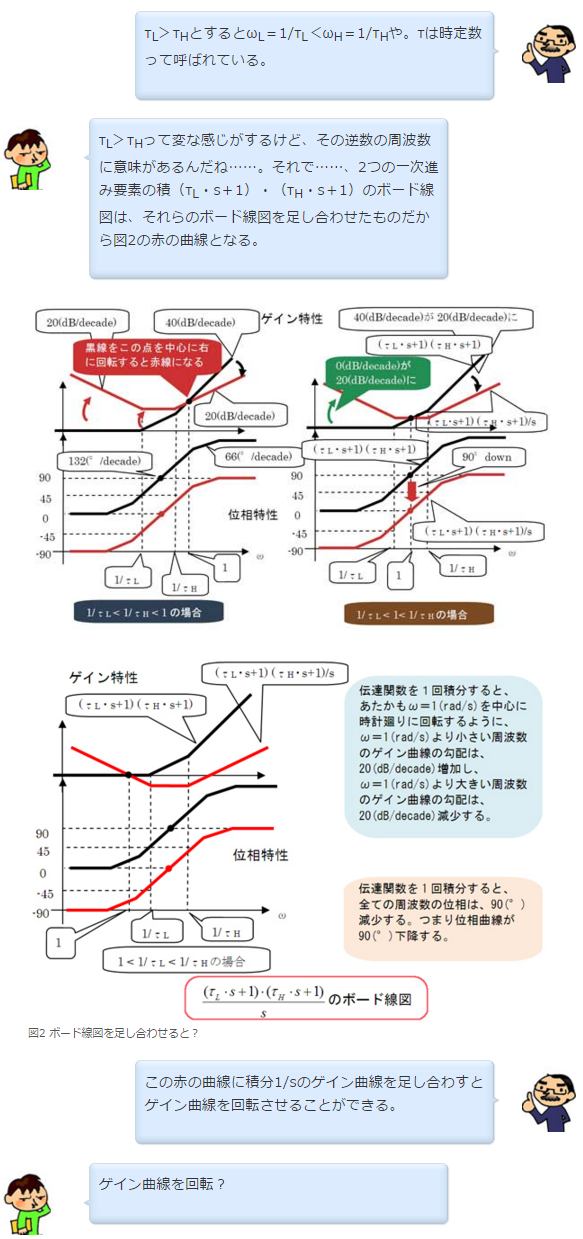 τL＞τHとするとωL＝1/τL＜ωH＝1/τHや。τは時定数
って呼ばれている。
τL＞τHって変な感じがするけど、その逆数の周波数
に意味があるんだね……。それで……、2つの一次進
み要素の積（τL・s＋1）・（τH・s＋1）のボード線
図は、それらのボード線図を足し合わせたものだか
ら図2の赤の曲線となる。
20(dB/decade)
40(dB/decade)
ゲイン特性
黒線をこの点を中心に右
に回転すると赤線になる
20(dB/decade)
132(°/decade)
66(°/decade)
90
45
0
-45
-90
位相特性
ω
1/τL
1/τH
1
1/τL< 1/τH< 1 の場合
40(dB/decade)が 20(dB/decade)に
(τL·s+1) (τH·s+1)
0(dB/decade)が
20(dB/decade)に
(τL·s+1) (τH·s+1)/s
(τL·s+1) (τH·s+1)
90°down
90
45
0
-45
-90
(τL·s+1) (τH·s+1)/s
ω
1/τL
1
1/τH
1/τL< 1< 1/τHの場合
ゲイン特性
(τL·s+1) (τH·s+1)/s
(τL·s+1) (τH·s+1)
90
45
0
-45
-90
位相特性
ω
1
1/τL
1/τH
1 < 1/τL< 1/τHの場合
伝達関数を１回積分すると、
あたかもω＝1(rad/s)を中心に
時計廻りに回転するように、
ω＝1(rad/s)より小さい周波数
のゲイン曲線の勾配は、
20(dB/decade)増加し、
ω＝1(rad/s)より大きい周波数
のゲイン曲線の勾配は、
20(dB/decade)減少する。
伝達関数を１回積分すると、
全ての周波数の位相は、90(°)
減少する。つまり位相曲線が
90(°)下降する。
(τL·s+1)·(τH·s+1)/s のボード線図
図2 ボード線図を足し合わせると？
この赤の曲線に積分1/sのゲイン曲線を足し合わすと
ゲイン曲線を回転させることができる。
ゲイン曲線を回転？